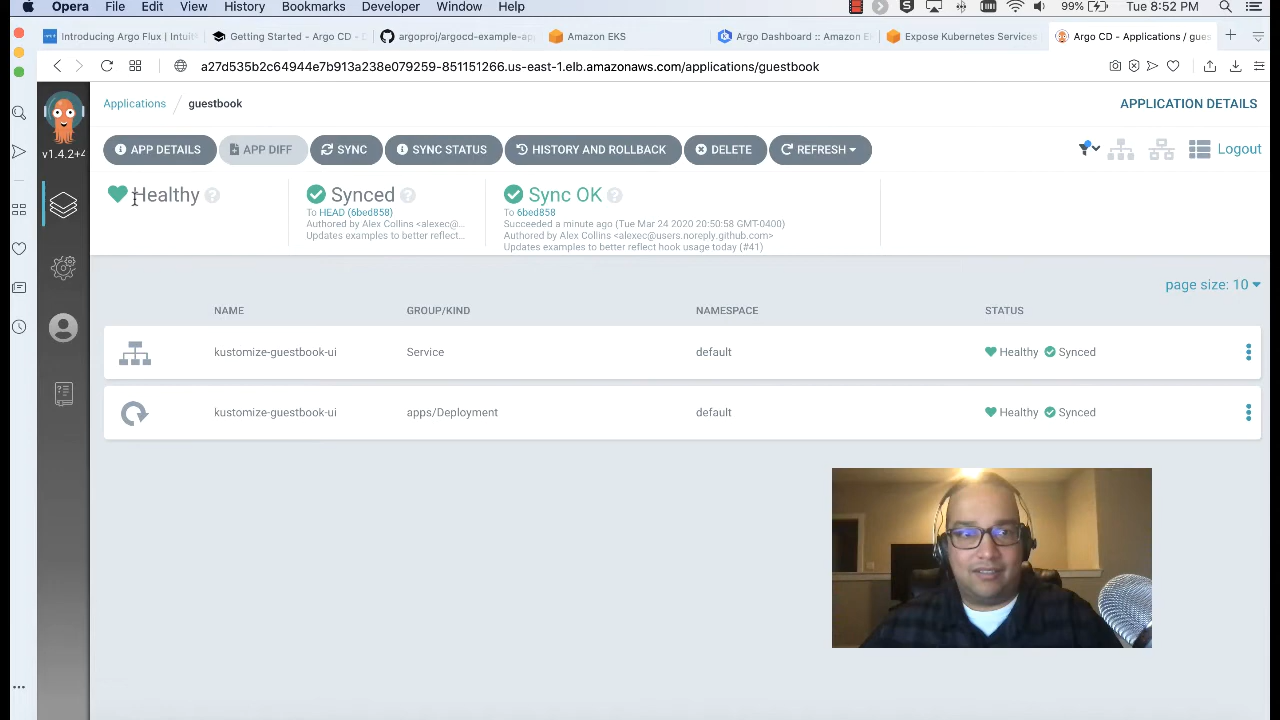 Opera File Edit View History Bookmarks Developer Window Help 99% Tue 8:52 PM
Introducing Argo Flux | Intuit Getting Started - Argo CD - argoproj/argocd-example-app Amazon EKS Argo Dashboard :: Amazon Expose Kubernetes Services Argo CD - Applications / gues
a27d535b2c64944e7b913a238e079259-851151266.us-east-1.elb.amazonaws.com/applications/guestbook
Applications / guestbook APPLICATION DETAILS
v1.4.2+4
APP DETAILS APP DIFF SYNC SYNC STATUS HISTORY AND ROLLBACK DELETE REFRESH Logout
Healthy ? Synced ? Sync OK ?
To HEAD (6bed858) To 6bed858
Authored by Alex Collins <alexec@... Succeeded a minute ago (Tue Mar 24 2020 20:50:58 GMT-0400)
Updates examples to better reflect... Authored by Alex Collins <alexec@users.noreply.github.com>
Updates examples to better reflect hook usage today (#41)
page size: 10
NAME GROUP/KIND NAMESPACE STATUS
kustomize-guestbook-ui Service default Healthy Synced
kustomize-guestbook-ui apps/Deployment default Healthy Synced